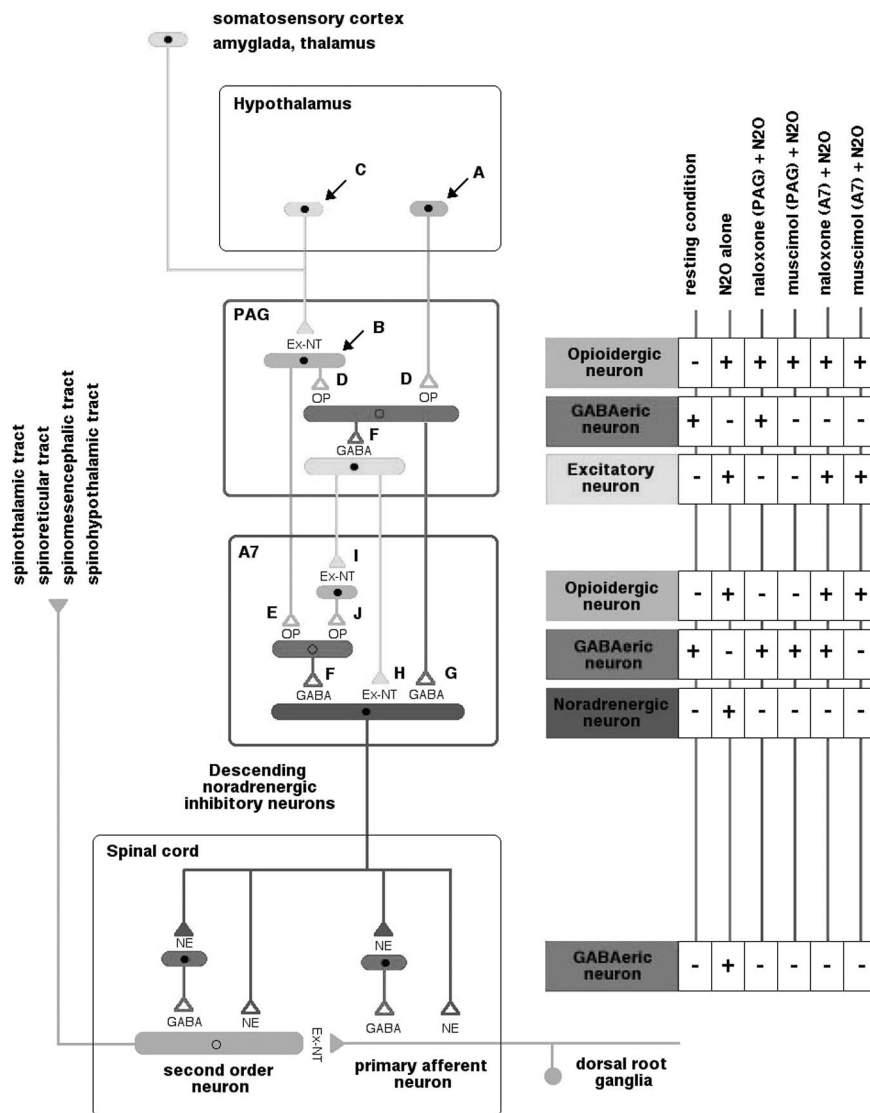 somatosensory cortex
amyglada, thalamus
Hypothalamus
C
A
PAG
B
Ex-NT
D
D
OP
OP
F
GABA
A7
I
Ex-NT
E
J
OP
OP
F
H
G
GABA
Ex-NT
GABA
Descending
noradrenergic
inhibitory neurons
Spinal cord
NE
NE
GABA
NE
GABA
NE
Ex-NT
second order
neuron
primary afferent
neuron
dorsal root
ganglia
spinothalamic tract
spinoreticular tract
spinomesencephalic tract
spinohypothalamic tract
resting condition
N2O alone
naloxone (PAG) + N2O
muscimol (PAG) + N2O
naloxone (A7) + N2O
muscimol (A7) + N2O
Opioidergic
neuron
- + + + + +
GABAeric
neuron
+ - + - - -
Excitatory
neuron
- + - - + +
Opioidergic
neuron
- + - - + +
GABAeric
neuron
+ - + + + -
Noradrenergic
neuron
- + - - - -
GABAeric
neuron
- + - - - -